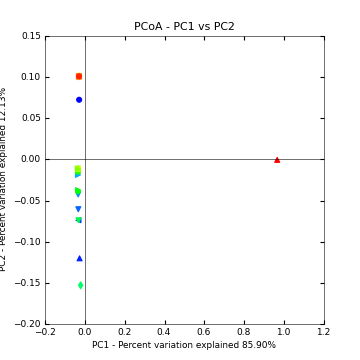 PCoA - PC1 vs PC2
0.15
0.10
0.05
0.00
−0.05
−0.10
−0.15
−0.20
PC2 - Percent variation explained 12.13%
−0.2 0.0 0.2 0.4 0.6 0.8 1.0 1.2
PC1 - Percent variation explained 85.90%